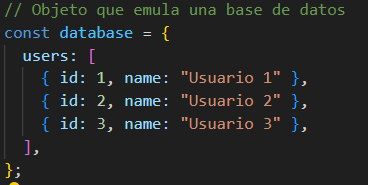 // Objeto que emula una base de datos
const database = {
  users: [
    { id: 1, name: "Usuario 1" },
    { id: 2, name: "Usuario 2" },
    { id: 3, name: "Usuario 3" },
  ],
};